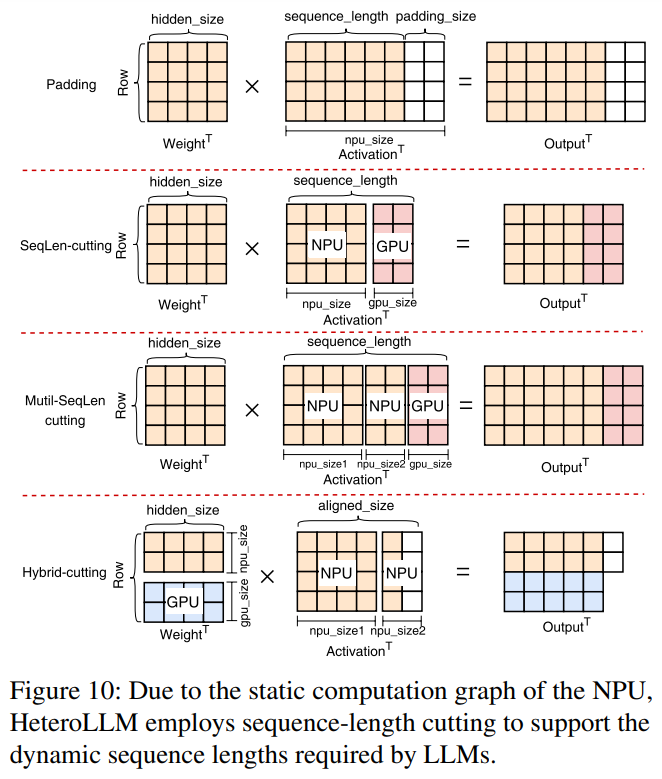 hidden_size sequence_length padding_size
Padding Row × =
Weight^T npu_size Output^T
Activation^T
hidden_size sequence_length
SeqLen-cutting Row × NPU GPU =
npu_size gpu_size
Weight^T Activation^T Output^T
hidden_size sequence_length
Mutil-SeqLen
cutting Row × NPU NPU GPU =
npu_size1 npu_size2 gpu_size
Weight^T Activation^T Output^T
hidden_size aligned_size
npu_size
Hybrid-cutting Row × NPU NPU =
GPU gpu_size
npu_size1 npu_size2
Weight^T Activation^T Output^T
Figure 10: Due to the static computation graph of the NPU,
HeteroLLM employs sequence-length cutting to support the
dynamic sequence lengths required by LLMs.